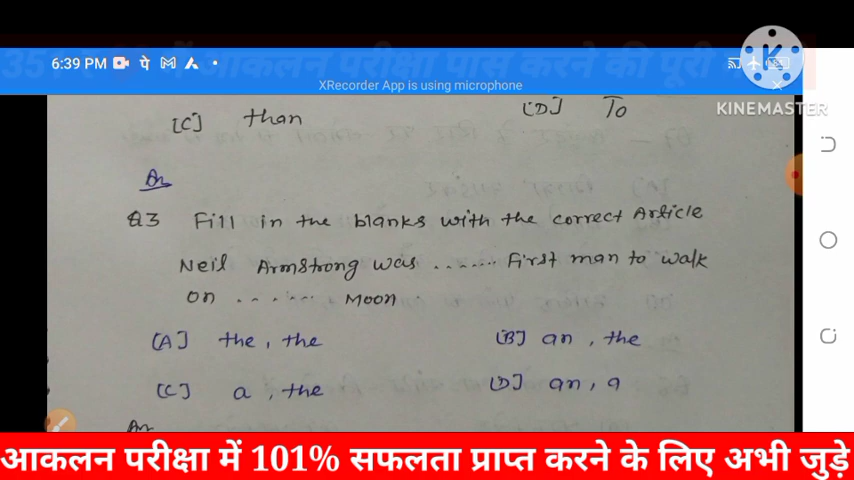 6:39 PM
XRecorder App is using microphone
KINEMASTER
[C] than [D] To
Q3 Fill in the blanks with the correct Article
Neil Armstrong was ....... First man to walk
on ....... Moon
[A] the, the [B] an, the
[C] a, the [D] an, a
आकलन परीक्षा में 101% सफलता प्राप्त करने के लिए अभी जुड़े